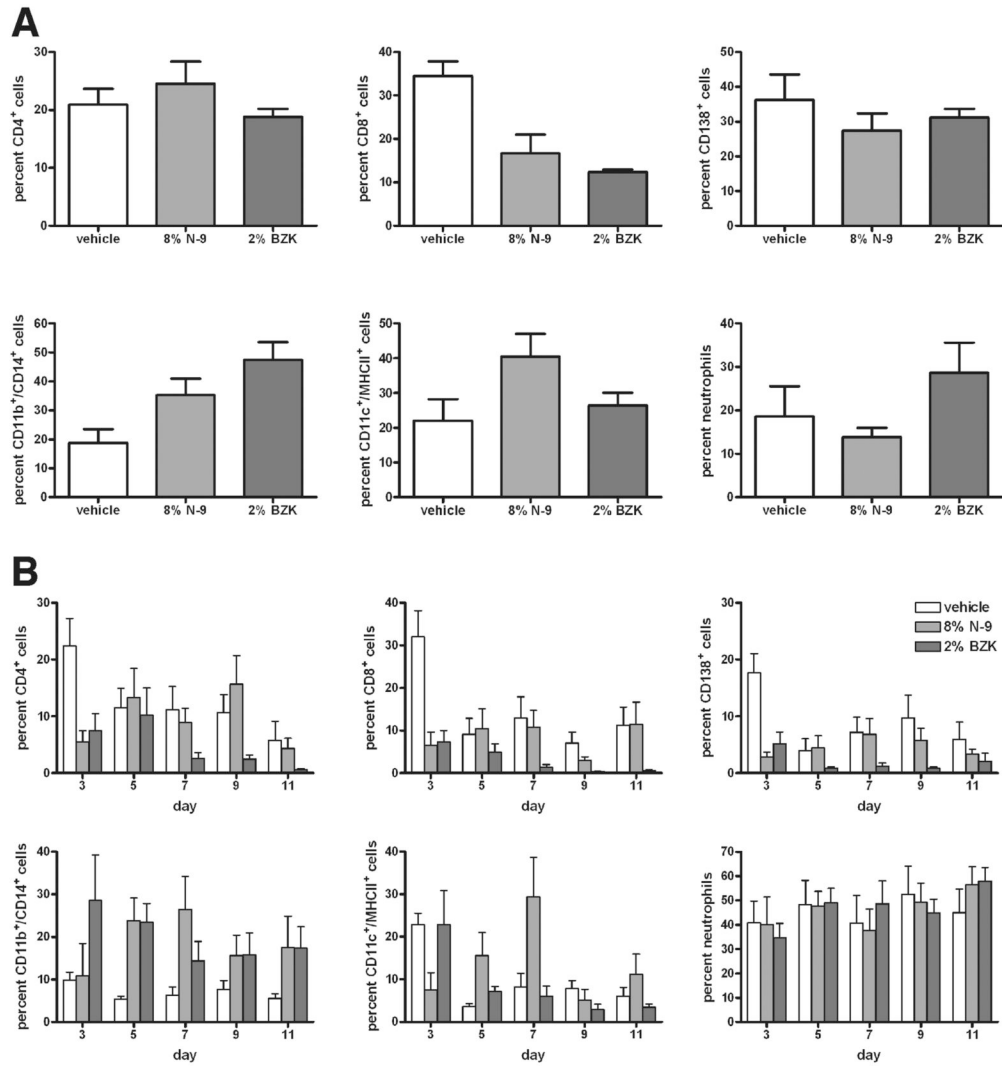 A
percent CD4+ cells
30
20
10
0
vehicle 8% N-9 2% BZK
percent CD8+ cells
40
30
20
10
0
vehicle 8% N-9 2% BZK
percent CD138+ cells
50
40
30
20
10
0
vehicle 8% N-9 2% BZK
percent CD11b+/CD14+ cells
60
50
40
30
20
10
0
vehicle 8% N-9 2% BZK
percent CD11c+/MHCII+ cells
50
40
30
20
10
0
vehicle 8% N-9 2% BZK
percent neutrophils
40
30
20
10
0
vehicle 8% N-9 2% BZK
B
percent CD4+ cells
30
20
10
0
3 5 7 9 11
day
percent CD8+ cells
40
30
20
10
0
3 5 7 9 11
day
percent CD138+ cells
30
20
10
0
3 5 7 9 11
day
vehicle
8% N-9
2% BZK
percent CD11b+/CD14+ cells
40
30
20
10
0
3 5 7 9 11
day
percent CD11c+/MHCII+ cells
40
30
20
10
0
3 5 7 9 11
day
percent neutrophils
70
60
50
40
30
20
10
0
3 5 7 9 11
day